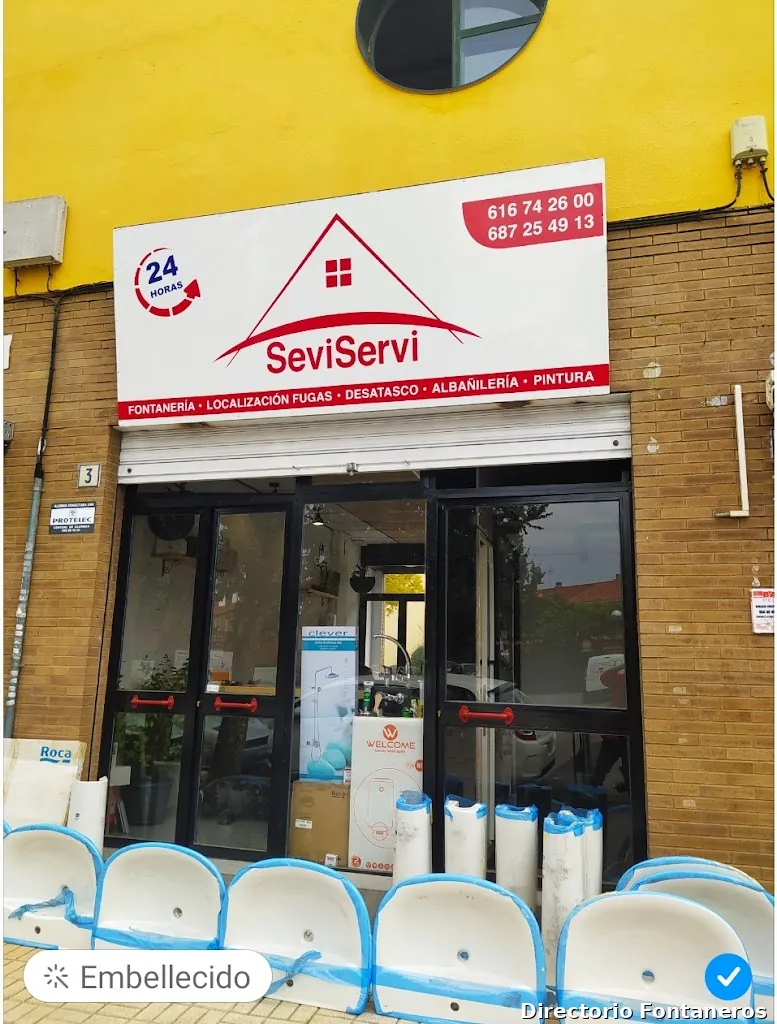 616 74 26 00
687 25 49 13
24
HORAS
SeviServi
FONTANERÍA • LOCALIZACIÓN FUGAS • DESATASCO • ALBAÑILERÍA • PINTURA
3
PROTELEC
clever
WELCOME
Roca
Embellecido
Directorio Fontaneros